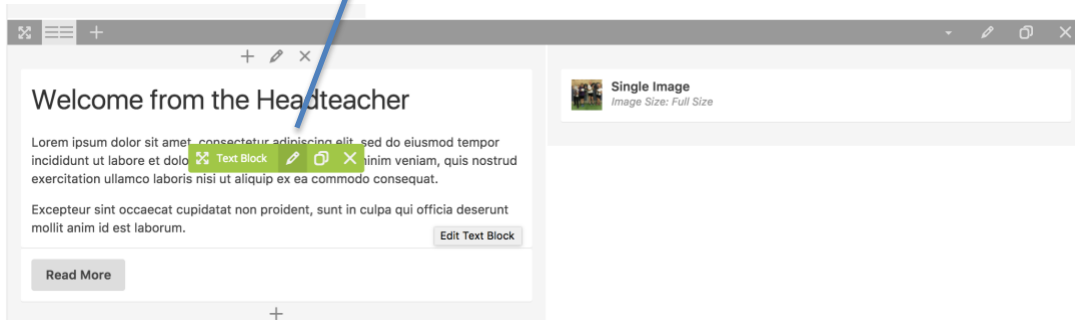 Welcome from the Headteacher
Lorem ipsum dolor sit amet, consectetur adipiscing elit, sed do eiusmod tempor
incididunt ut labore et dolo
Text Block
minim veniam, quis nostrud
exercitation ullamco laboris nisi ut aliquip ex ea commodo consequat.
Excepteur sint occaecat cupidatat non proident, sunt in culpa qui officia deserunt
mollit anim id est laborum.
Edit Text Block
Read More
Single Image
Image Size: Full Size